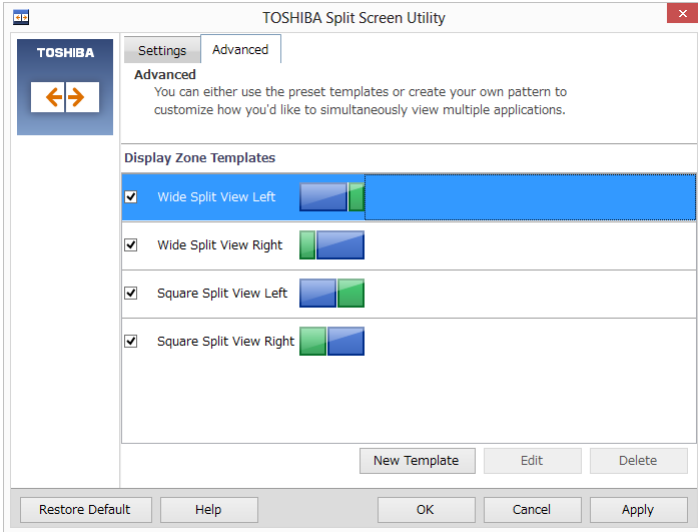 TOSHIBA Split Screen Utility
TOSHIBA
Settings
Advanced
Advanced
You can either use the preset templates or create your own pattern to
customize how you'd like to simultaneously view multiple applications.
Display Zone Templates
Wide Split View Left
Wide Split View Right
Square Split View Left
Square Split View Right
New Template
Edit
Delete
Restore Default
Help
OK
Cancel
Apply